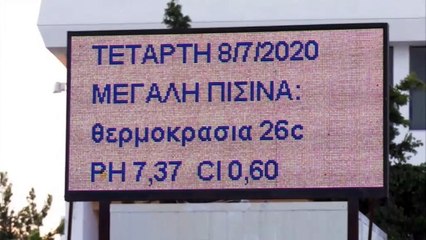 ΤΕΤΑΡΤΗ 8/7/2020
ΜΕΓΑΛΗ ΠΙΣΙΝΑ:
θερμοκρασια 26c
PH 7,37 Cl 0,60